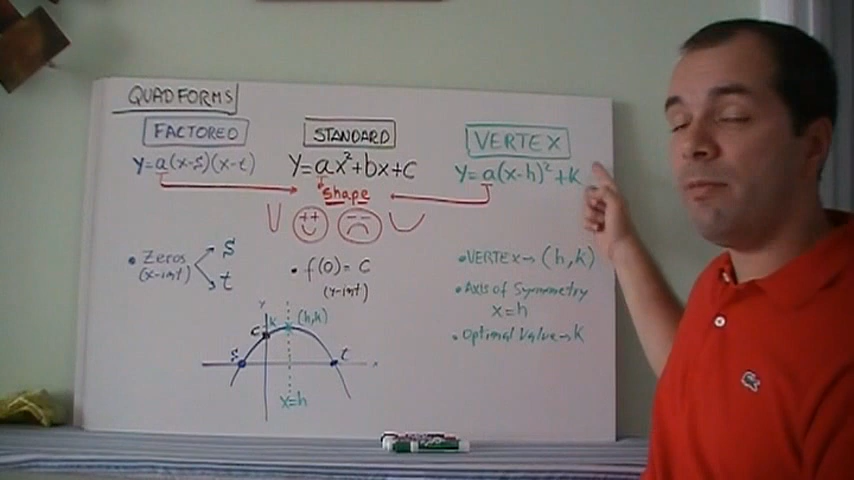 QUAD FORMS
FACTORED
y=a(x-s)(x-t)
STANDARD
y=ax²+bx+c
VERTEX
y=a(x-h)²+k
shape
++
--
• Zeros
(x-int)
s
t
• f(0)=c
(y-int)
• VERTEX→(h,k)
• Axis of Symmetry
x=h
• Optimal Value→k
y
k
(h,k)
c
s
t
x
x=h